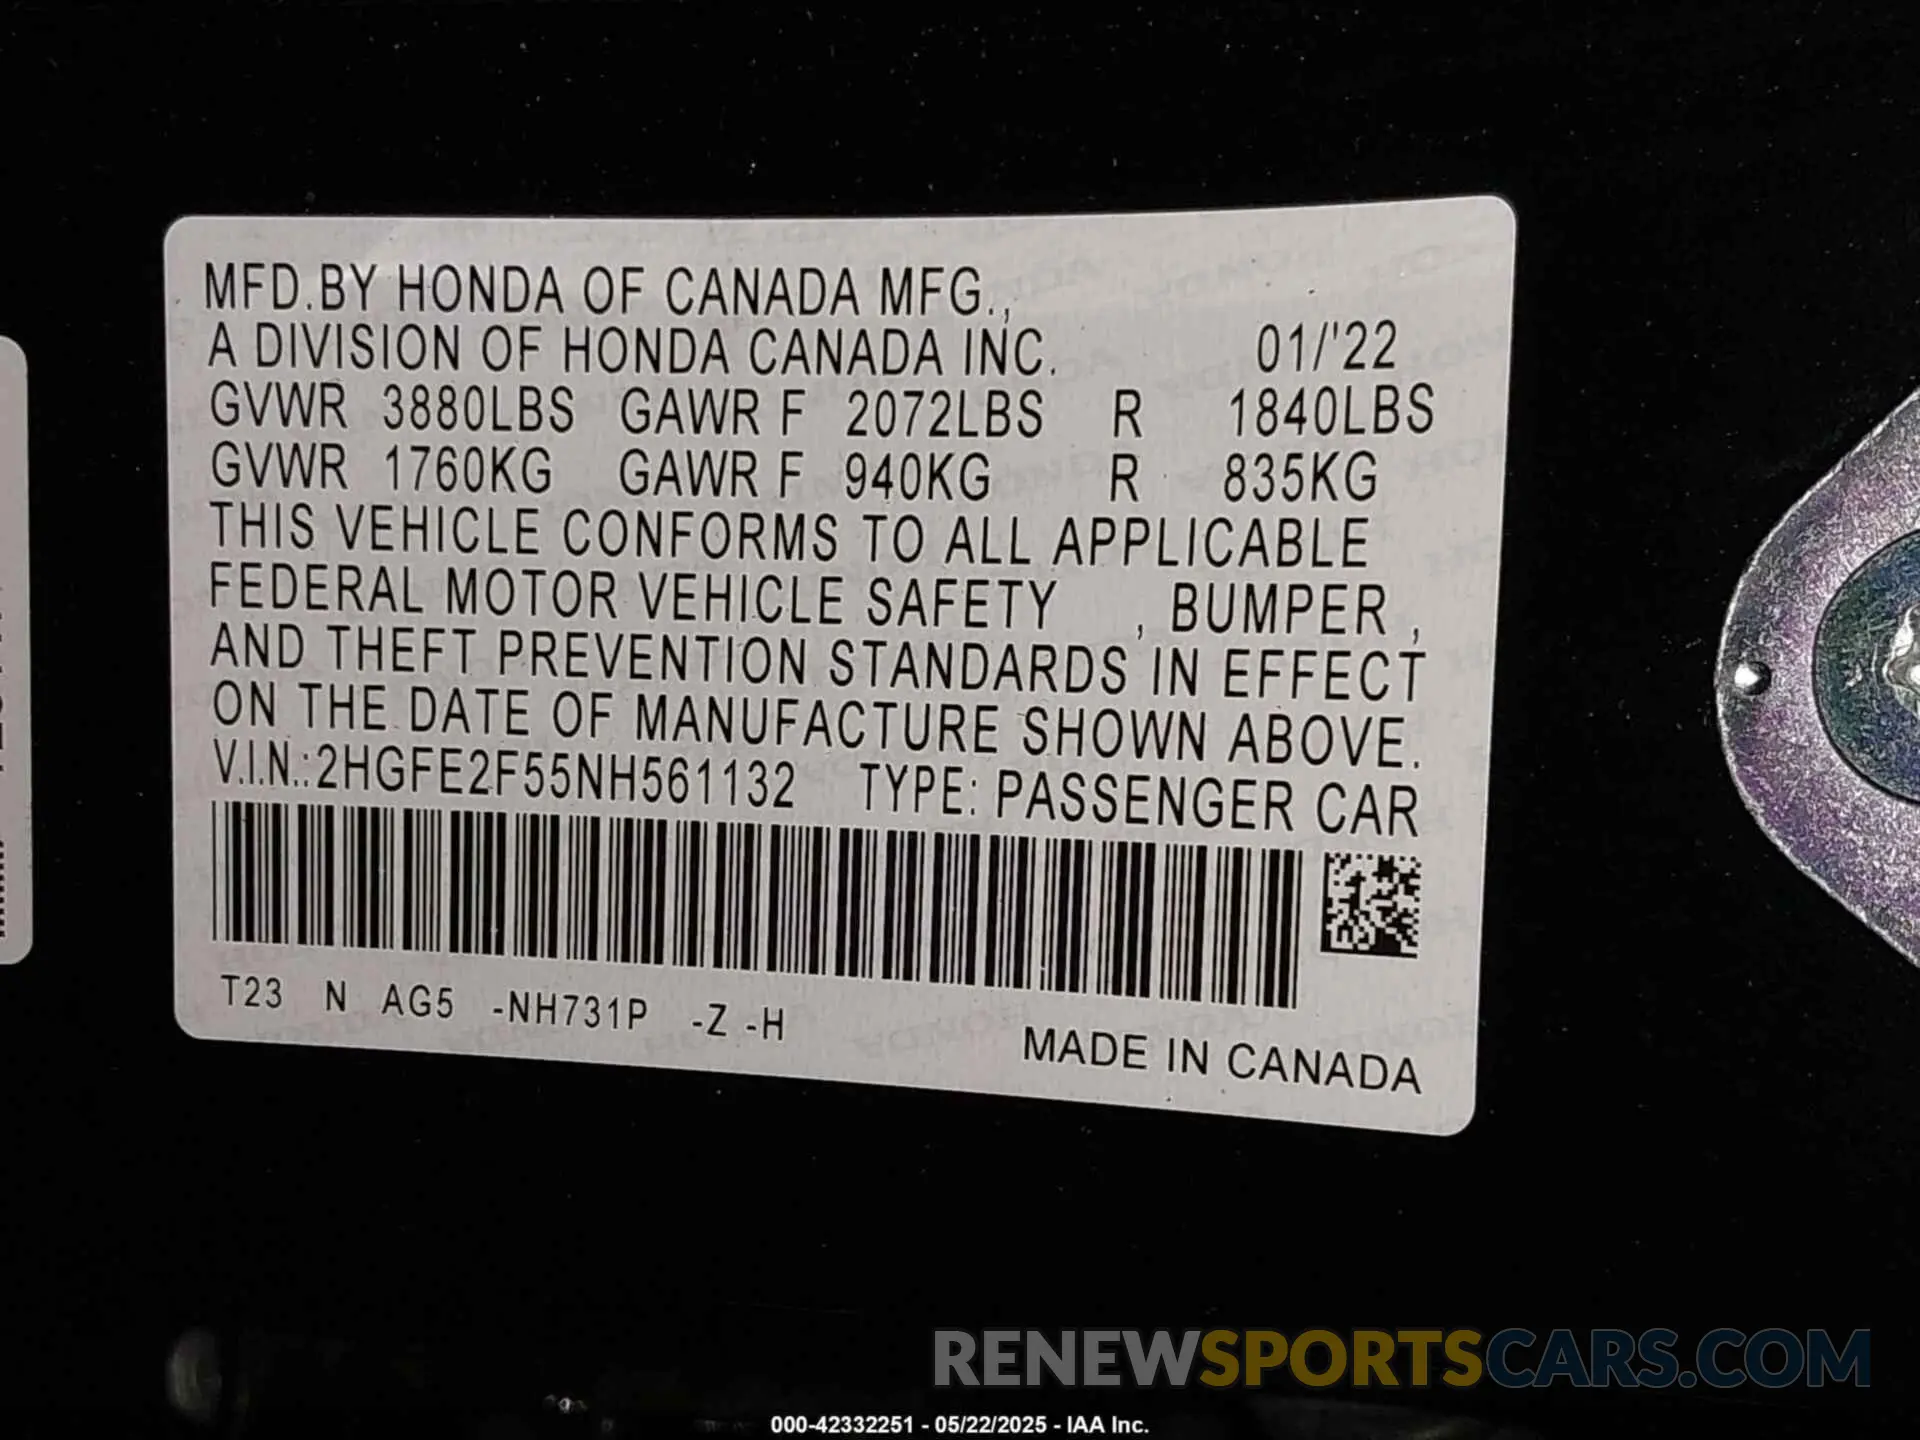 MFD.BY HONDA OF CANADA MFG.,
A DIVISION OF HONDA CANADA INC. 01/'22
GVWR 3880LBS GAWR F 2072LBS R 1840LBS
GVWR 1760KG GAWR F 940KG R 835KG
THIS VEHICLE CONFORMS TO ALL APPLICABLE
FEDERAL MOTOR VEHICLE SAFETY , BUMPER ,
AND THEFT PREVENTION STANDARDS IN EFFECT
ON THE DATE OF MANUFACTURE SHOWN ABOVE.
V.I.N.:2HGFE2F55NH561132 TYPE: PASSENGER CAR
T23 N AG5 -NH731P -Z -H
MADE IN CANADA
RENEWSPORTSCARS.COM
000-42332251 - 05/22/2025 - IAA Inc.